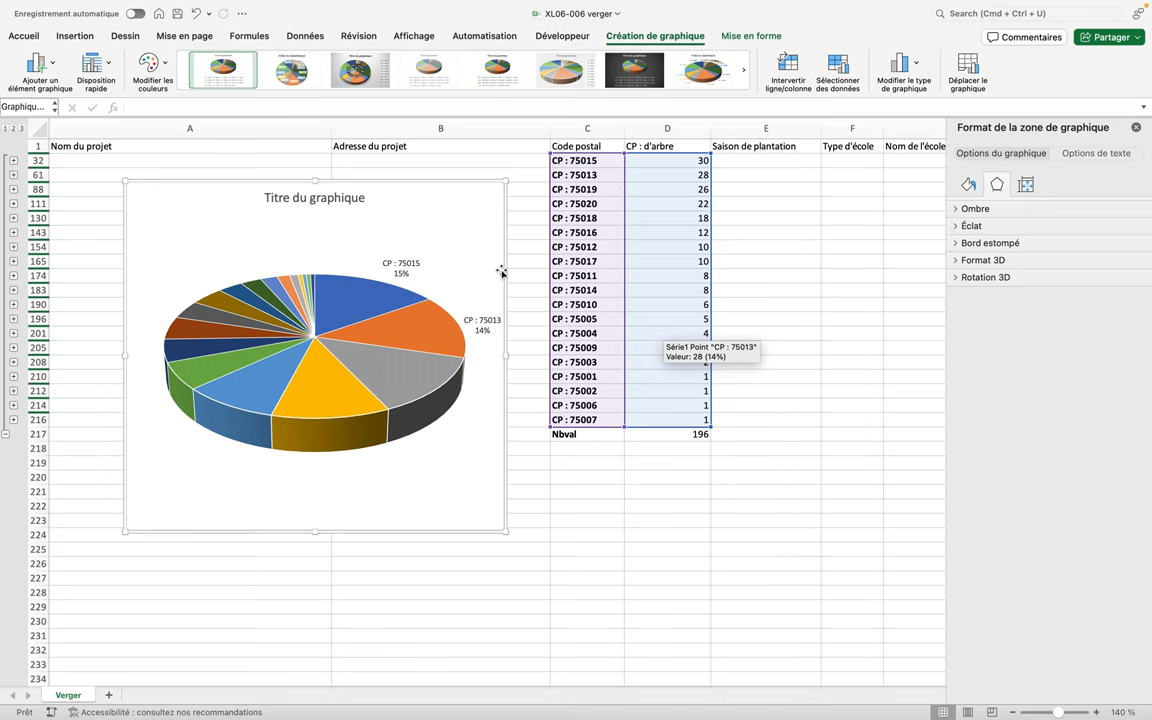 Enregistrement automatique
XL06-006 verger
Search (Cmd + Ctrl + U)
Accueil Insertion Dessin Mise en page Formules Données Révision Affichage Automatisation Développeur Création de graphique Mise en forme
Commentaires Partager
Ajouter un élément graphique
Disposition rapide
Modifier les couleurs
Intervertir ligne/colonne
Sélectionner des données
Modifier le type de graphique
Déplacer le graphique
Graphiqu...
fx
Format de la zone de graphique
Options du graphique Options de texte
Ombre
Éclat
Bord estompé
Format 3D
Rotation 3D
1 2 3 A B C D E F G
1 Nom du projet Adresse du projet Code postal CP : d'arbre Saison de plantation Type d'école Nom de l'école
32 CP : 75015 30
61 CP : 75013 28
88 CP : 75019 26
111 CP : 75020 22
130 CP : 75018 18
143 CP : 75016 12
154 CP : 75012 10
165 CP : 75017 10
174 CP : 75011 8
183 CP : 75014 8
190 CP : 75010 6
196 CP : 75005 5
201 CP : 75004 4
205 CP : 75009
208 CP : 75003 2
210 CP : 75001 1
212 CP : 75002 1
214 CP : 75006 1
216 CP : 75007 1
217 Nbval 196
218
219
220
221
222
223
224
225
226
227
228
229
230
231
232
233
234
Titre du graphique
CP : 75015
15%
CP : 75013
14%
Série1 Point "CP : 75013"
Valeur: 28 (14%)
Verger
Prêt Accessibilité : consultez nos recommandations 140 %